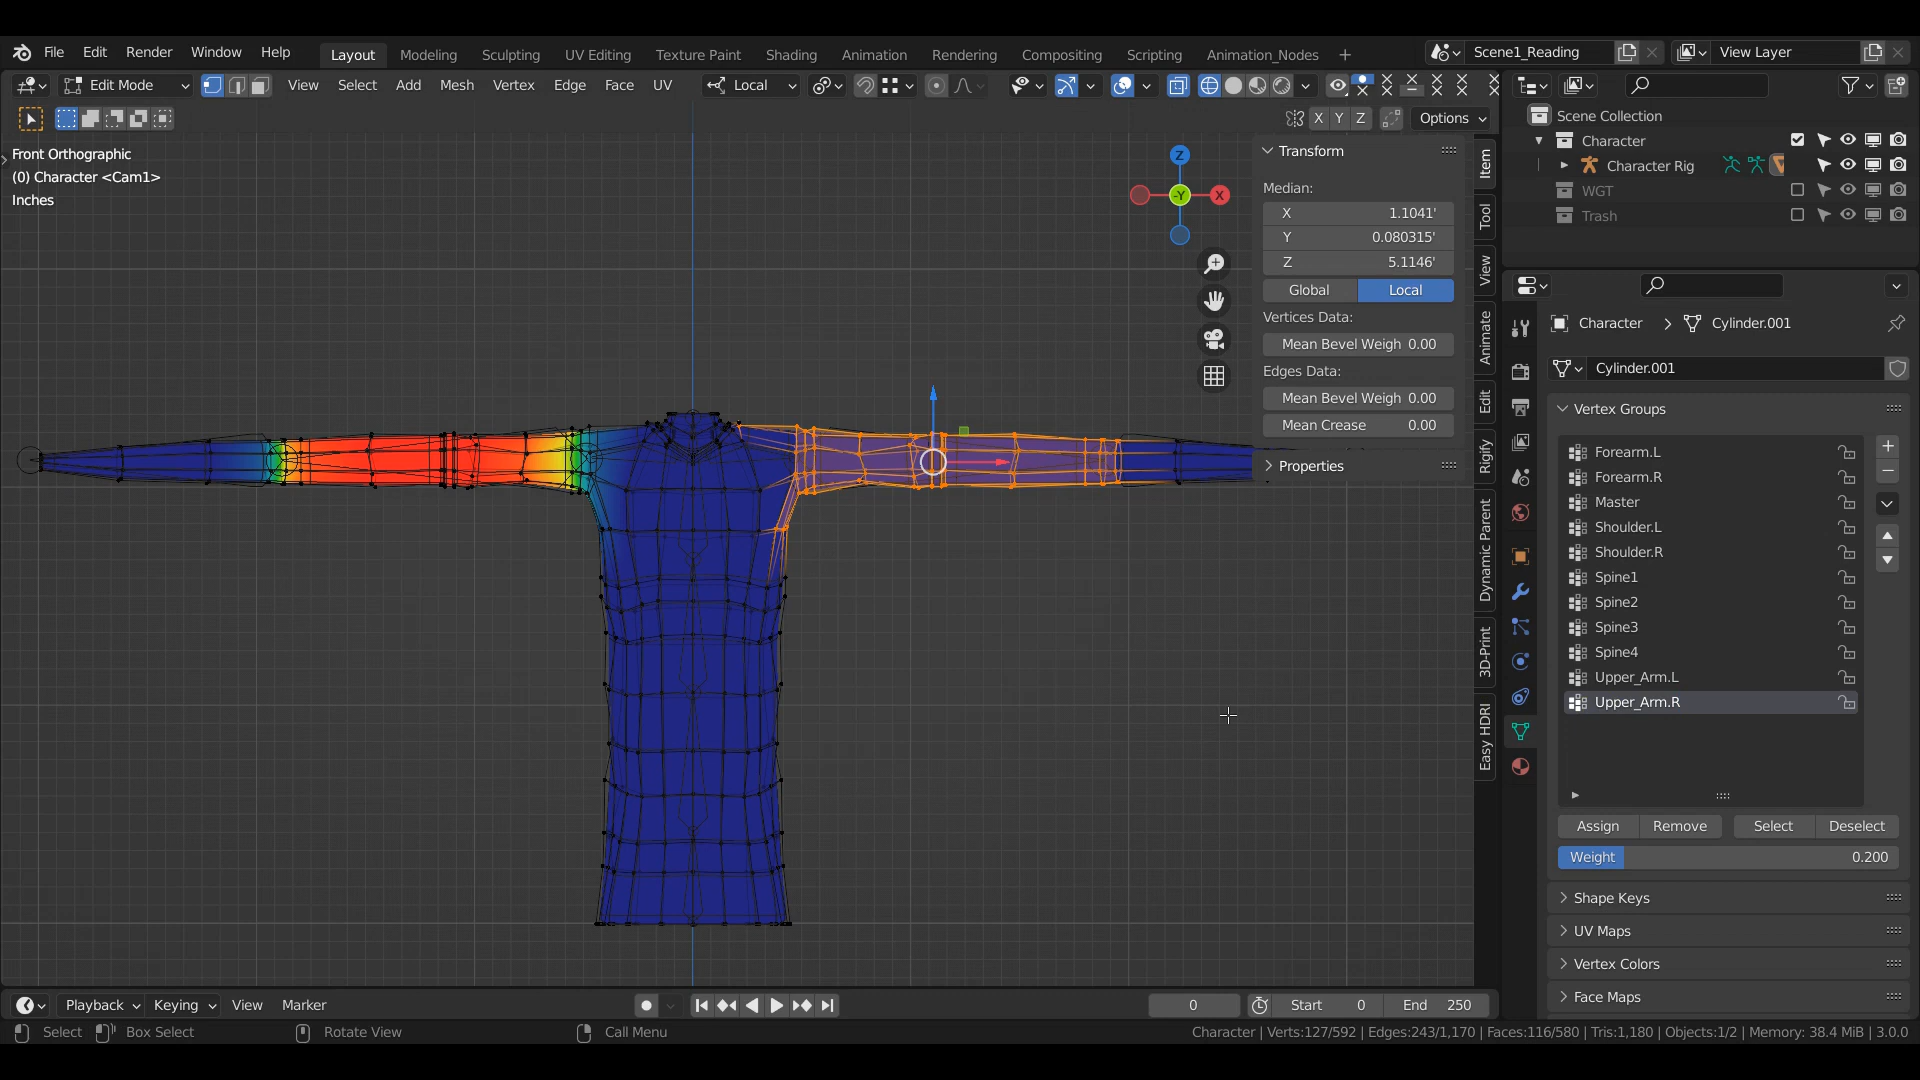 File Edit Render Window Help Layout Modeling Sculpting UV Editing Texture Paint Shading Animation Rendering Compositing Scripting Animation_Nodes + Scene1_Reading View Layer
Edit Mode View Select Add Mesh Vertex Edge Face UV Local
X Y Z Options
Front Orthographic
(0) Character <Cam1>
Inches
Z
-Y
X
Transform
Median:
X 1.1041'
Y 0.080315'
Z 5.1146'
Global Local
Vertices Data:
Mean Bevel Weigh 0.00
Edges Data:
Mean Bevel Weigh 0.00
Mean Crease 0.00
Properties
Item
Tool
View
Animate
Edit
Rigify
Dynamic Parent
3D-Print
Easy HDRI
Scene Collection
Character
Character Rig
WGT
Trash
Character Cylinder.001
Cylinder.001
Vertex Groups
Forearm.L
Forearm.R
Master
Shoulder.L
Shoulder.R
Spine1
Spine2
Spine3
Spine4
Upper_Arm.L
Upper_Arm.R
Assign Remove Select Deselect
Weight 0.200
Shape Keys
UV Maps
Vertex Colors
Face Maps
Playback Keying View Marker 0 Start 0 End 250
Select Box Select Rotate View Call Menu Character | Verts:127/592 | Edges:243/1,170 | Faces:116/580 | Tris:1,180 | Objects:1/2 | Memory: 38.4 MiB | 3.0.0